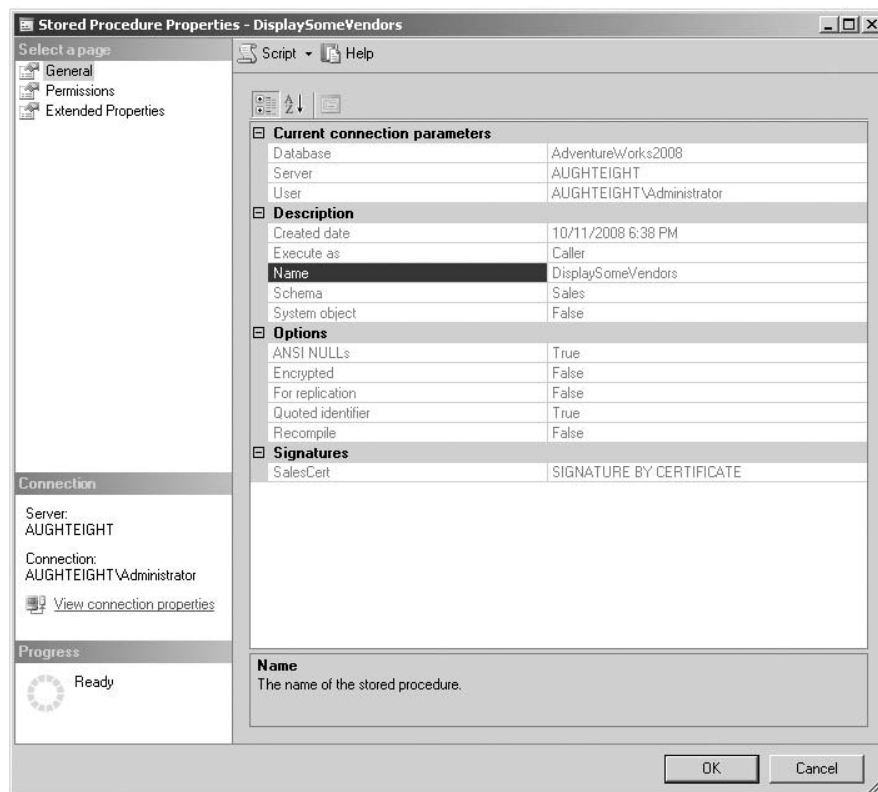 Stored Procedure Properties - DisplaySomeVendors
Select a page
General
Permissions
Extended Properties
Script
Help
Current connection parameters
Database AdventureWorks2008
Server AUGHTEIGHT
User AUGHTEIGHT\Administrator
Description
Created date 10/11/2008 6:38 PM
Execute as Caller
Name DisplaySomeVendors
Schema Sales
System object False
Options
ANSI NULLs True
Encrypted False
For replication False
Quoted identifier True
Recompile False
Signatures
SalesCert SIGNATURE BY CERTIFICATE
Connection
Server:
AUGHTEIGHT
Connection:
AUGHTEIGHT\Administrator
View connection properties
Progress
Ready
Name
The name of the stored procedure.
OK Cancel